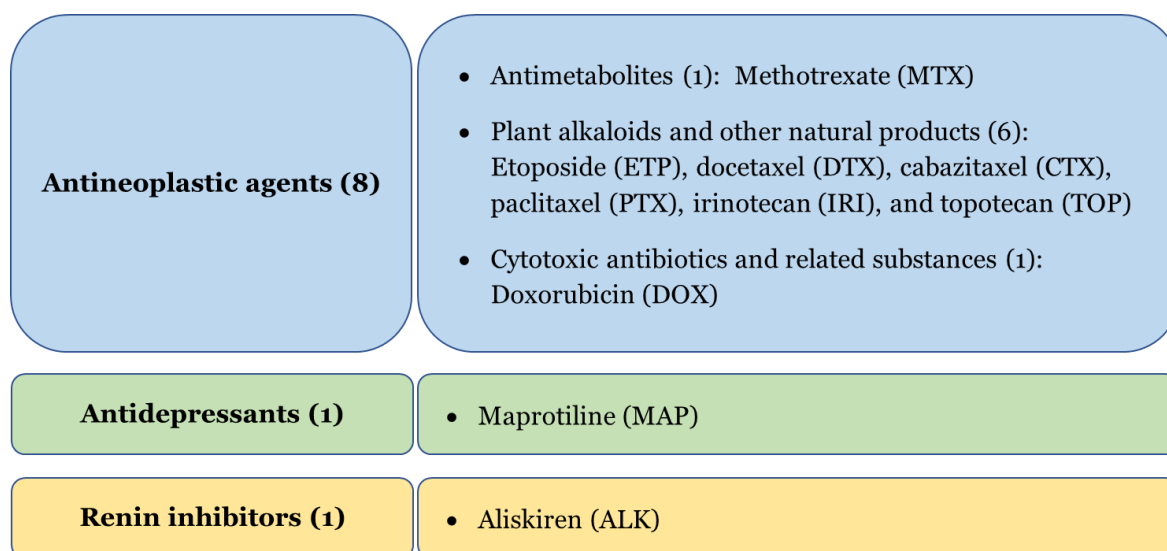 Antineoplastic agents (8)
• Antimetabolites (1): Methotrexate (MTX)
• Plant alkaloids and other natural products (6):
Etoposide (ETP), docetaxel (DTX), cabazitaxel (CTX),
paclitaxel (PTX), irinotecan (IRI), and topotecan (TOP)
• Cytotoxic antibiotics and related substances (1):
Doxorubicin (DOX)
Antidepressants (1)
• Maprotiline (MAP)
Renin inhibitors (1)
• Aliskiren (ALK)